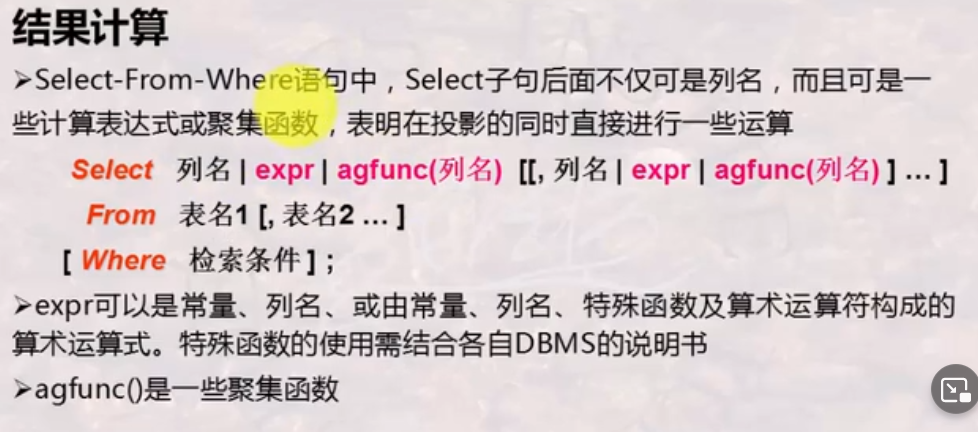 结果计算
➢Select-From-Where语句中，Select子句后面不仅可是列名，而且可是一
些计算表达式或聚集函数，表明在投影的同时直接进行一些运算
Select 列名 | expr | agfunc(列名) [[, 列名 | expr | agfunc(列名) ] … ]
From 表名1 [, 表名2 … ]
[ Where 检索条件 ] ;
➢expr可以是常量、列名、或由常量、列名、特殊函数及算术运算符构成的
算术运算式。特殊函数的使用需结合各自DBMS的说明书
➢agfunc()是一些聚集函数